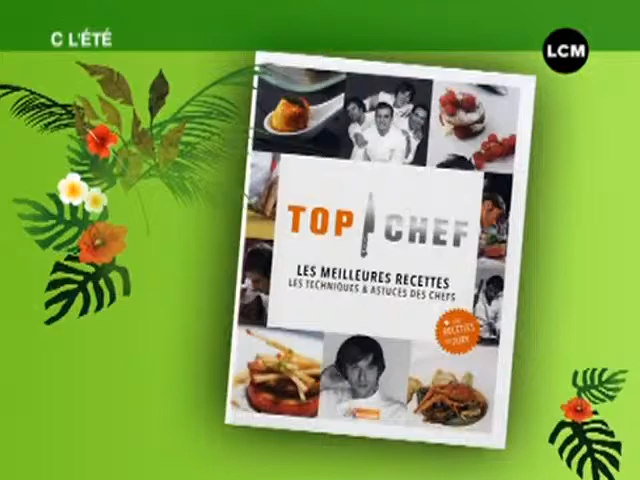 C L'ÉTÉ
LCM
TOP CHEF
LES MEILLEURES RECETTES
LES TECHNIQUES & ASTUCES DES CHEFS
RECETTES
JURY